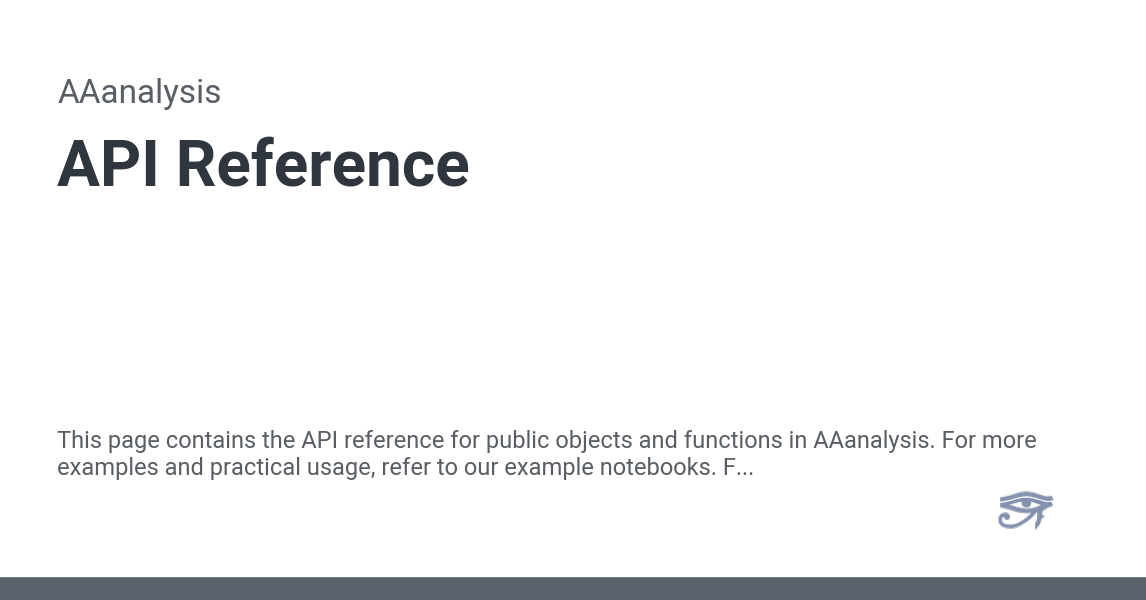 AAanalysis
API Reference
This page contains the API reference for public objects and functions in AAanalysis. For more
examples and practical usage, refer to our example notebooks. F...